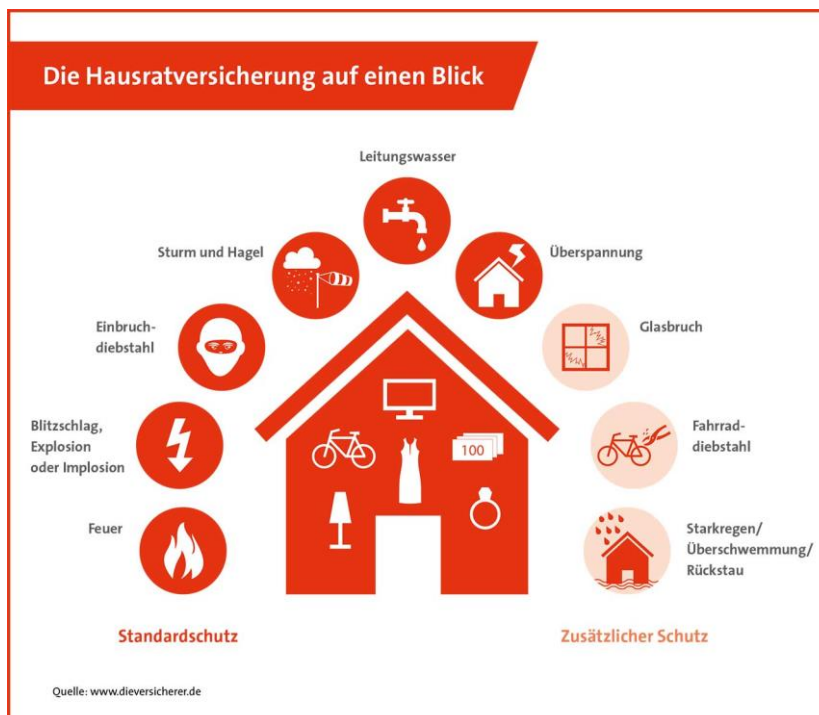 Die Hausratversicherung auf einen Blick
Leitungswasser
Sturm und Hagel
Überspannung
Einbruch-
diebstahl
Glasbruch
Blitzschlag,
Explosion
oder Implosion
100
Fahrrad-
diebstahl
Feuer
Starkregen/
Überschwemmung/
Rückstau
Standardschutz
Zusätzlicher Schutz
Quelle: www.dieversicherer.de